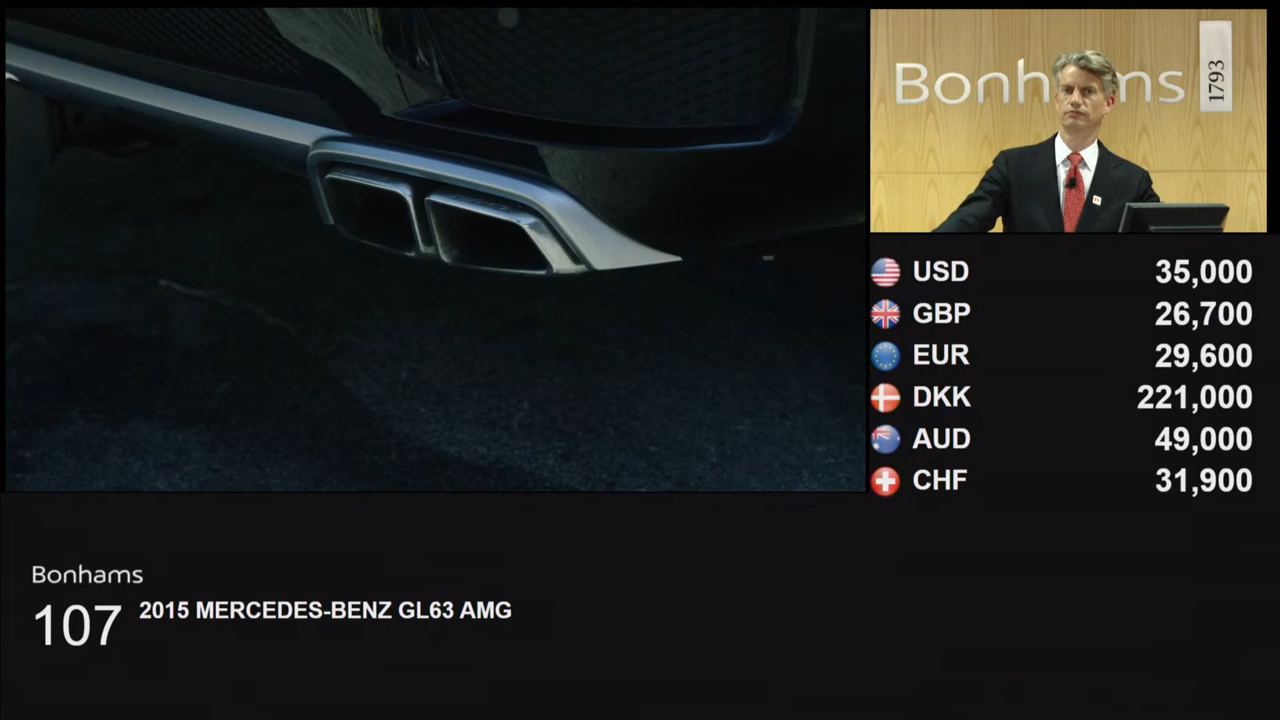 Bonhams
1793
USD 35,000
GBP 26,700
EUR 29,600
DKK 221,000
AUD 49,000
CHF 31,900
Bonhams
107 2015 MERCEDES-BENZ GL63 AMG